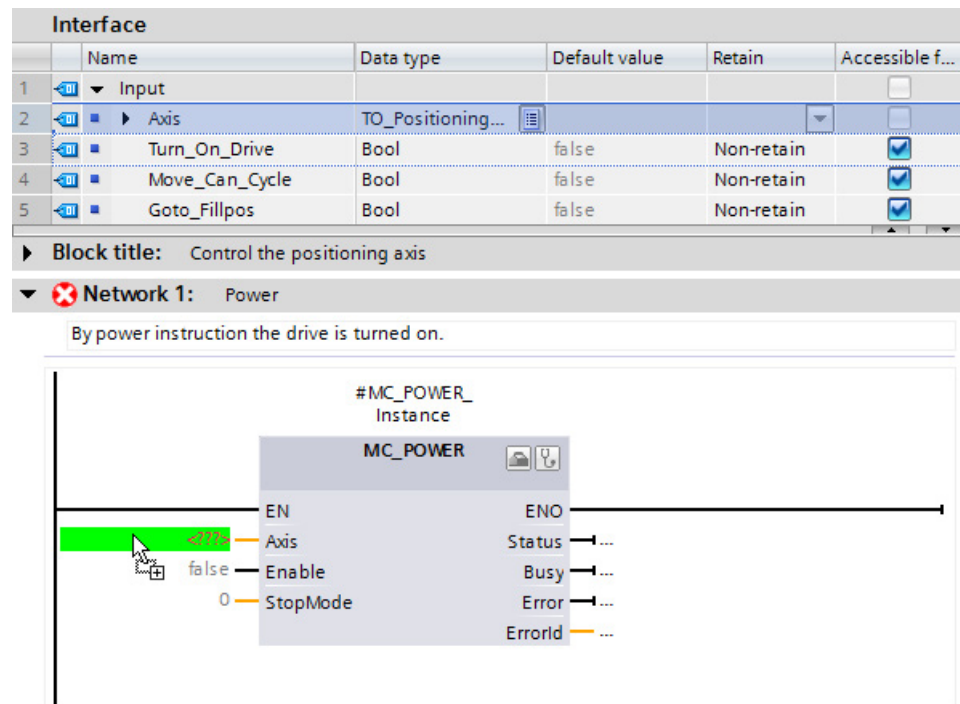 Interface
Name Data type Default value Retain Accessible f...
1 Input
2 Axis TO_Positioning...
3 Turn_On_Drive Bool false Non-retain
4 Move_Can_Cycle Bool false Non-retain
5 Goto_Fillpos Bool false Non-retain
Block title: Control the positioning axis
Network 1: Power
By power instruction the drive is turned on.
#MC_POWER_
Instance
MC_POWER
EN ENO
<???> Axis Status ...
false Enable Busy ...
0 StopMode Error ...
ErrorId ...